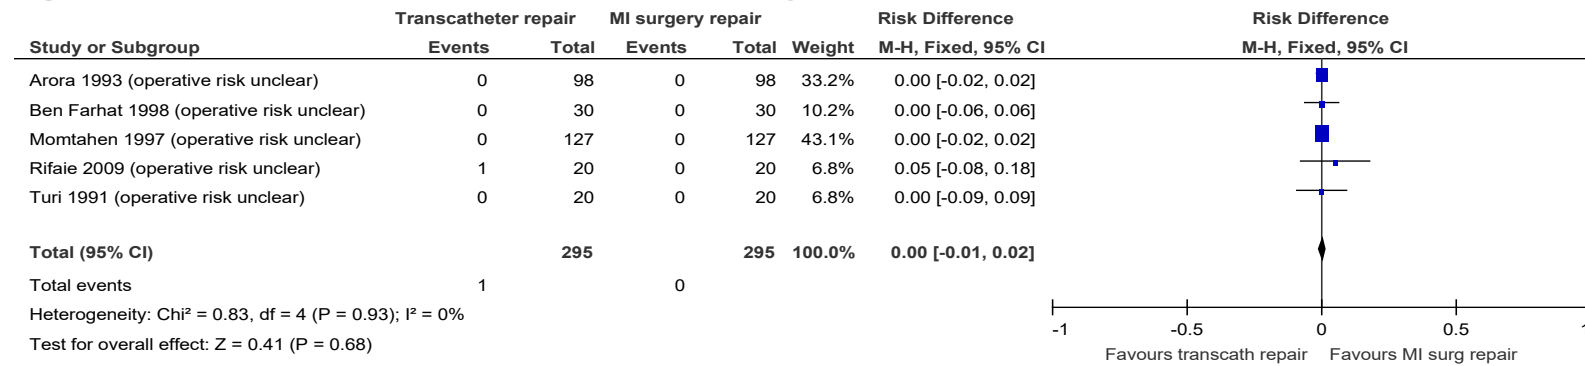 Transcatheter repair MI surgery repair Risk Difference Risk Difference
Study or Subgroup Events Total Events Total Weight M-H, Fixed, 95% CI M-H, Fixed, 95% CI
Arora 1993 (operative risk unclear) 0 98 0 98 33.2% 0.00 [-0.02, 0.02]
Ben Farhat 1998 (operative risk unclear) 0 30 0 30 10.2% 0.00 [-0.06, 0.06]
Momtahen 1997 (operative risk unclear) 0 127 0 127 43.1% 0.00 [-0.02, 0.02]
Rifaie 2009 (operative risk unclear) 1 20 0 20 6.8% 0.05 [-0.08, 0.18]
Turi 1991 (operative risk unclear) 0 20 0 20 6.8% 0.00 [-0.09, 0.09]
Total (95% CI) 295 295 100.0% 0.00 [-0.01, 0.02]
Total events 1 0
Heterogeneity: Chi² = 0.83, df = 4 (P = 0.93); I² = 0%
Test for overall effect: Z = 0.41 (P = 0.68)
-1 -0.5 0 0.5
Favours transcath repair Favours MI surg repair